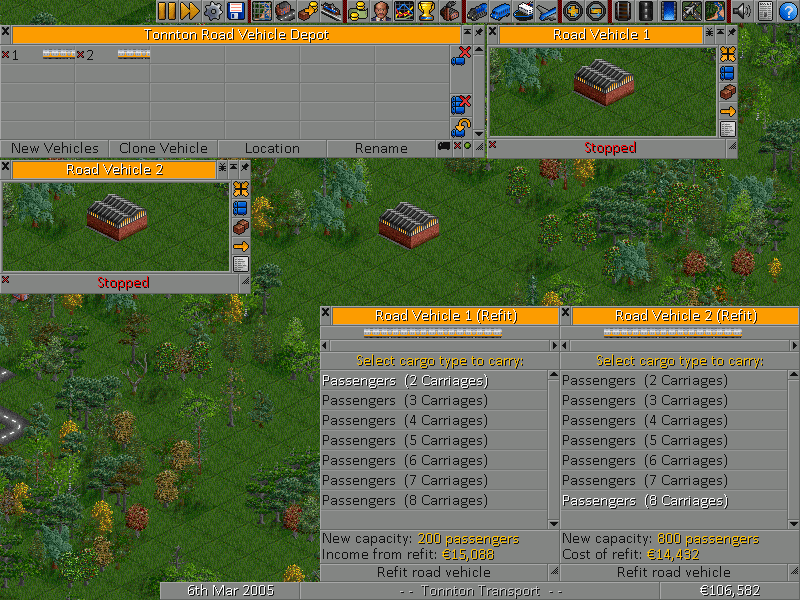 Tonnton Road Vehicle Depot
1
2
New Vehicles Clone Vehicle Location Rename
Road Vehicle 1
Stopped
Road Vehicle 2
Stopped
Road Vehicle 1 (Refit)
Select cargo type to carry:
Passengers (2 Carriages)
Passengers (3 Carriages)
Passengers (4 Carriages)
Passengers (5 Carriages)
Passengers (6 Carriages)
Passengers (7 Carriages)
Passengers (8 Carriages)
New capacity: 200 passengers
Income from refit: €15,088
Refit road vehicle
Road Vehicle 2 (Refit)
Select cargo type to carry:
Passengers (2 Carriages)
Passengers (3 Carriages)
Passengers (4 Carriages)
Passengers (5 Carriages)
Passengers (6 Carriages)
Passengers (7 Carriages)
Passengers (8 Carriages)
New capacity: 800 passengers
Cost of refit: €14,432
Refit road vehicle
6th Mar 2005 - - Tonnton Transport - - €106,582